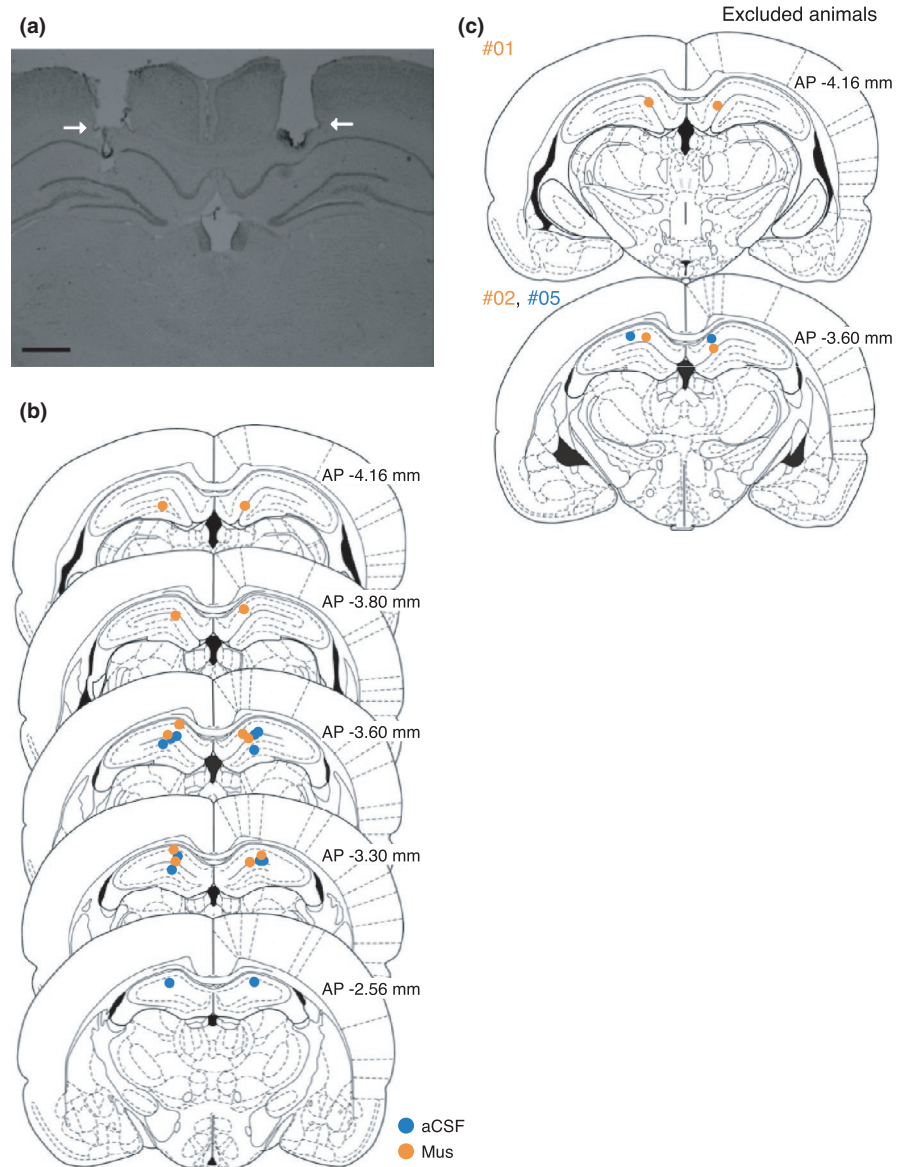 (a)
(b)
AP -4.16 mm
AP -3.80 mm
AP -3.60 mm
AP -3.30 mm
AP -2.56 mm
aCSF
Mus
(c)
Excluded animals
#01
AP -4.16 mm
#02, #05
AP -3.60 mm